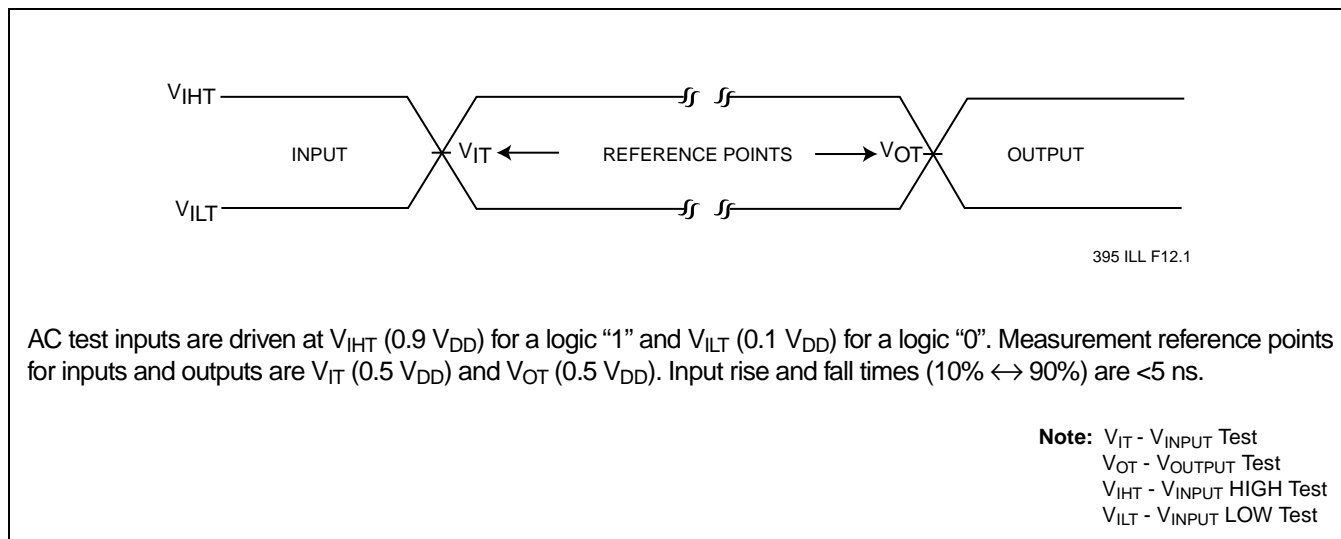 VIHT
INPUT
VIT
REFERENCE POINTS
VOT
OUTPUT
VILT
395 ILL F12.1
AC test inputs are driven at VIHT (0.9 VDD) for a logic “1” and VILT (0.1 VDD) for a logic “0”. Measurement reference points
for inputs and outputs are VIT (0.5 VDD) and VOT (0.5 VDD). Input rise and fall times (10% ↔ 90%) are <5 ns.
Note: VIT - VINPUT Test
VOT - VOUTPUT Test
VIHT - VINPUT HIGH Test
VILT - VINPUT LOW Test